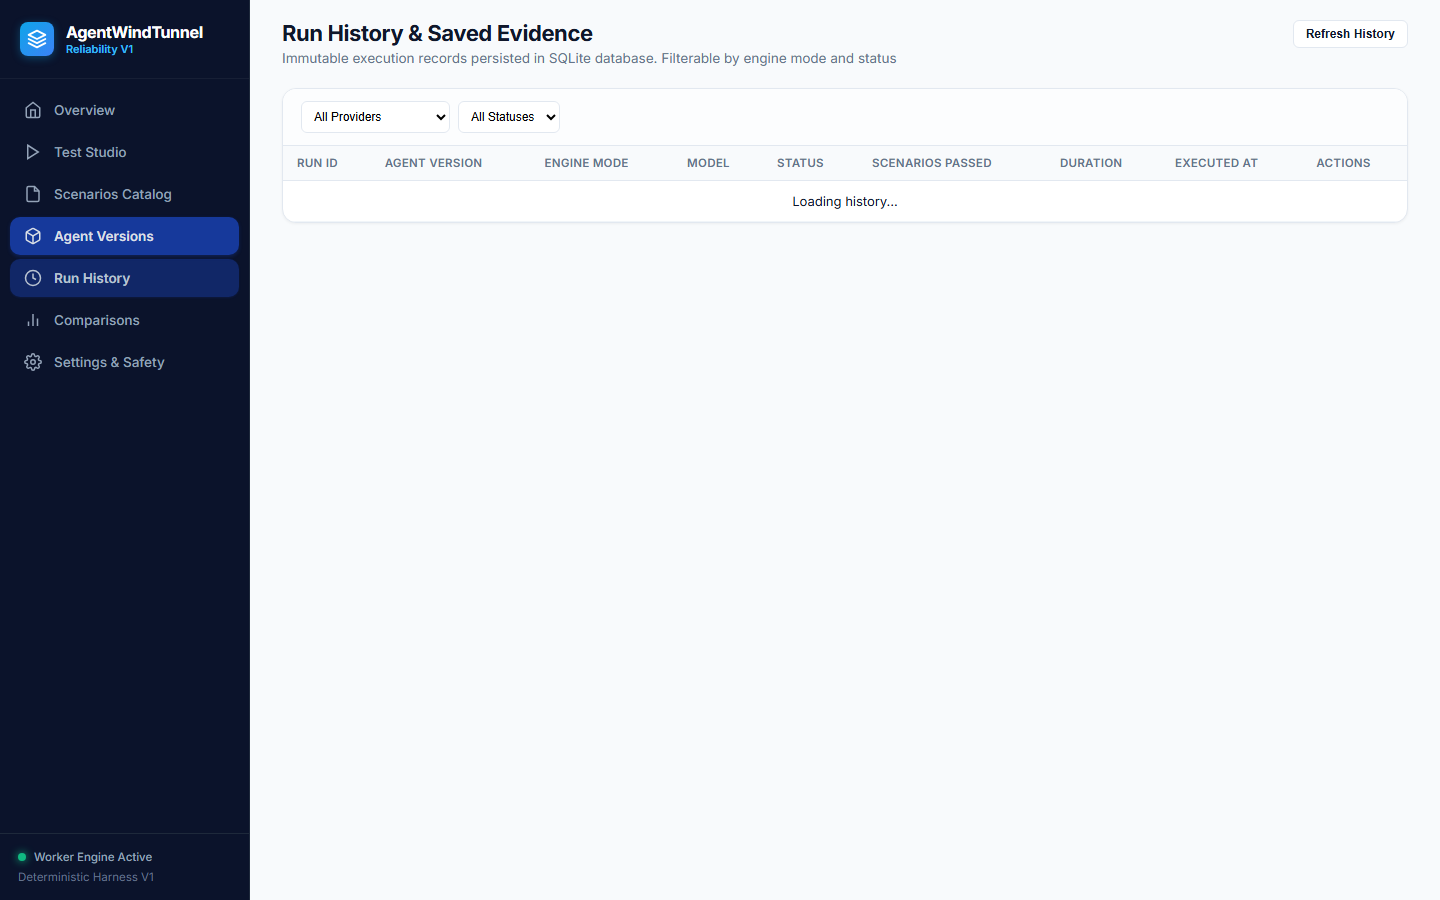 AgentWindTunnel
Reliability V1
Overview
Test Studio
Scenarios Catalog
Agent Versions
Run History
Comparisons
Settings & Safety
Worker Engine Active
Deterministic Harness V1
Run History & Saved Evidence
Refresh History
Immutable execution records persisted in SQLite database. Filterable by engine mode and status
All Providers All Statuses
RUN ID AGENT VERSION ENGINE MODE MODEL STATUS SCENARIOS PASSED DURATION EXECUTED AT ACTIONS
Loading history...